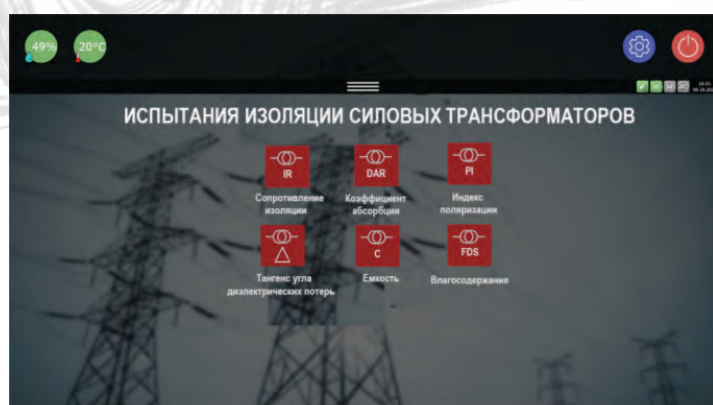 49%
20°C
ИСПЫТАНИЯ ИЗОЛЯЦИИ СИЛОВЫХ ТРАНСФОРМАТОРОВ
IR
DAR
PI
Сопротивление
изоляции
Коэффициент
абсорбции
Индекс
поляризации
C
FDS
Тангенс угла
диэлектрических потерь
Емкость
Влагосодержание